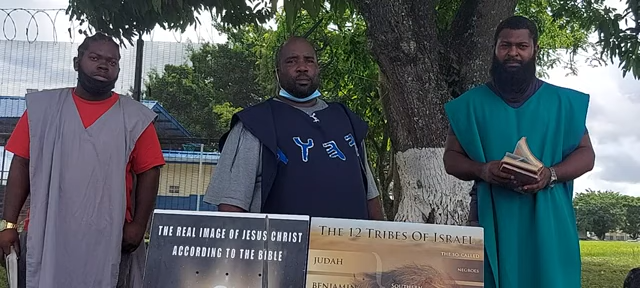 THE REAL IMAGE OF JESUS CHRIST
ACCORDING TO THE BIBLE
THE 12 TRIBES OF ISRAEL
JUDAH
THE SO CALLED
NEGROES
BENJAMIN
SOUTHERN